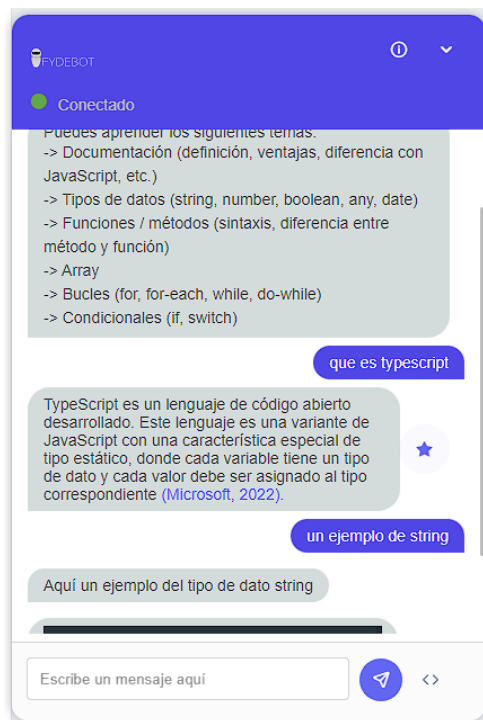 FYDEBOT
Conectado
Puedes aprender los siguientes temas:
-> Documentación (definición, ventajas, diferencia con
JavaScript, etc.)
-> Tipos de datos (string, number, boolean, any, date)
-> Funciones / métodos (sintaxis, diferencia entre
método y función)
-> Array
-> Bucles (for, for-each, while, do-while)
-> Condicionales (if, switch)
que es typescript
TypeScript es un lenguaje de código abierto
desarrollado. Este lenguaje es una variante de
JavaScript con una característica especial de
tipo estático, donde cada variable tiene un tipo
de dato y cada valor debe ser asignado al tipo
correspondiente (Microsoft, 2022).
un ejemplo de string
Aquí un ejemplo del tipo de dato string
Escribe un mensaje aquí